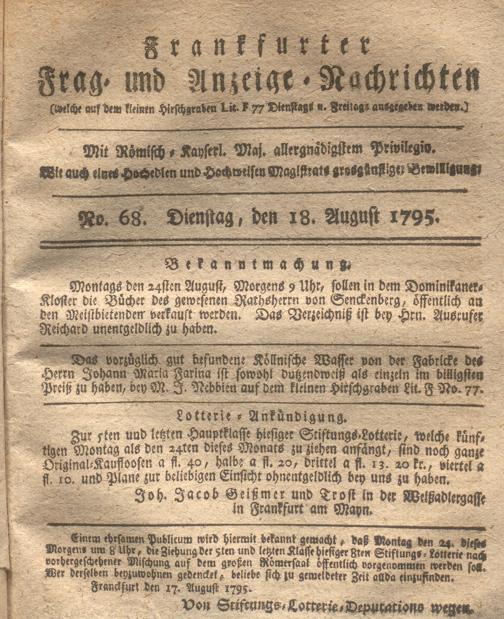 Frankfurter
Frag- und Anzeige-Nachrichten
(welche auf dem kleinen Hirschgraben Lit. F 77 Dienstags u. Freitags ausgegeben werden.)
Mit Römisch-Kayserl. Maj. allergnädigstem Privilegio.
Wie auch eines Hochedlen und Hochweisen Magistrats grosgünstiger Bewilligung.
No. 68. Dienstag, den 18. August 1795.
Bekanntmachung.
Montags den 24sten August, Morgens 9 Uhr, sollen in dem Dominikaner-
Kloster die Bücher des gewesenen Rathsherrn von Senckenberg, öffentlich an
den Meistbietenden verkauft werden. Das Verzeichniß ist bey Hrn. Ausrufer
Reichard unentgeldlich zu haben.
Das vorzüglich gut befundene Köllnische Wasser von der Fabricke des
Herrn Johann Maria Farina ist sowohl dutzendweiß als einzeln im billigsten
Preiß zu haben, bey M. J. Nebbien auf dem kleinen Hirschgraben Lit. F No. 77.
Lotterie-Ankündigung.
Zur 5ten und letzten Hauptklasse hiesiger Stiftungs-Lotterie, welche künf-
tigen Montag als den 24ten dieses Monats zu ziehen anfängt, sind noch ganze
Original-Kaufloosen a fl. 40, halbe a fl. 20, drittel a fl. 13. 20 kr., viertel a
fl. 10. und Plane zur beliebigen Einsicht ohnentgeldlich bey uns zu haben.
Joh. Jacob Geißmer und Trost in der Weißadlergasse
in Frankfurt am Mayn.
Einem ehrsamen Publicum wird hiermit bekannt gemacht, daß Montag den 24. dieses
Morgens um 8 Uhr, die Ziehung der 5ten und letzten Klasse hiesiger 8ten Stiftungs-Lotterie nach
vorhergeschehener Mischung auf dem großen Römersaal öffentlich vorgenommen werden soll.
Wer derselben beyzuwohnen gedencket, beliebe sich zu gemeldeter Zeit allda einzufinden.
Frankfurt den 17. August 1795.
Von Stiftungs-Lotterie-Deputations wegen.